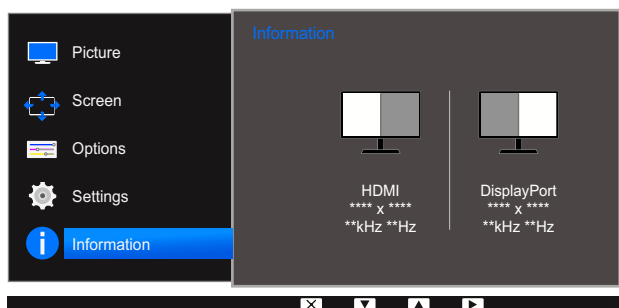 Information
Picture
Screen
Options
Settings
Information
HDMI
**** x ****
**kHz **Hz
DisplayPort
**** x ****
**kHz **Hz